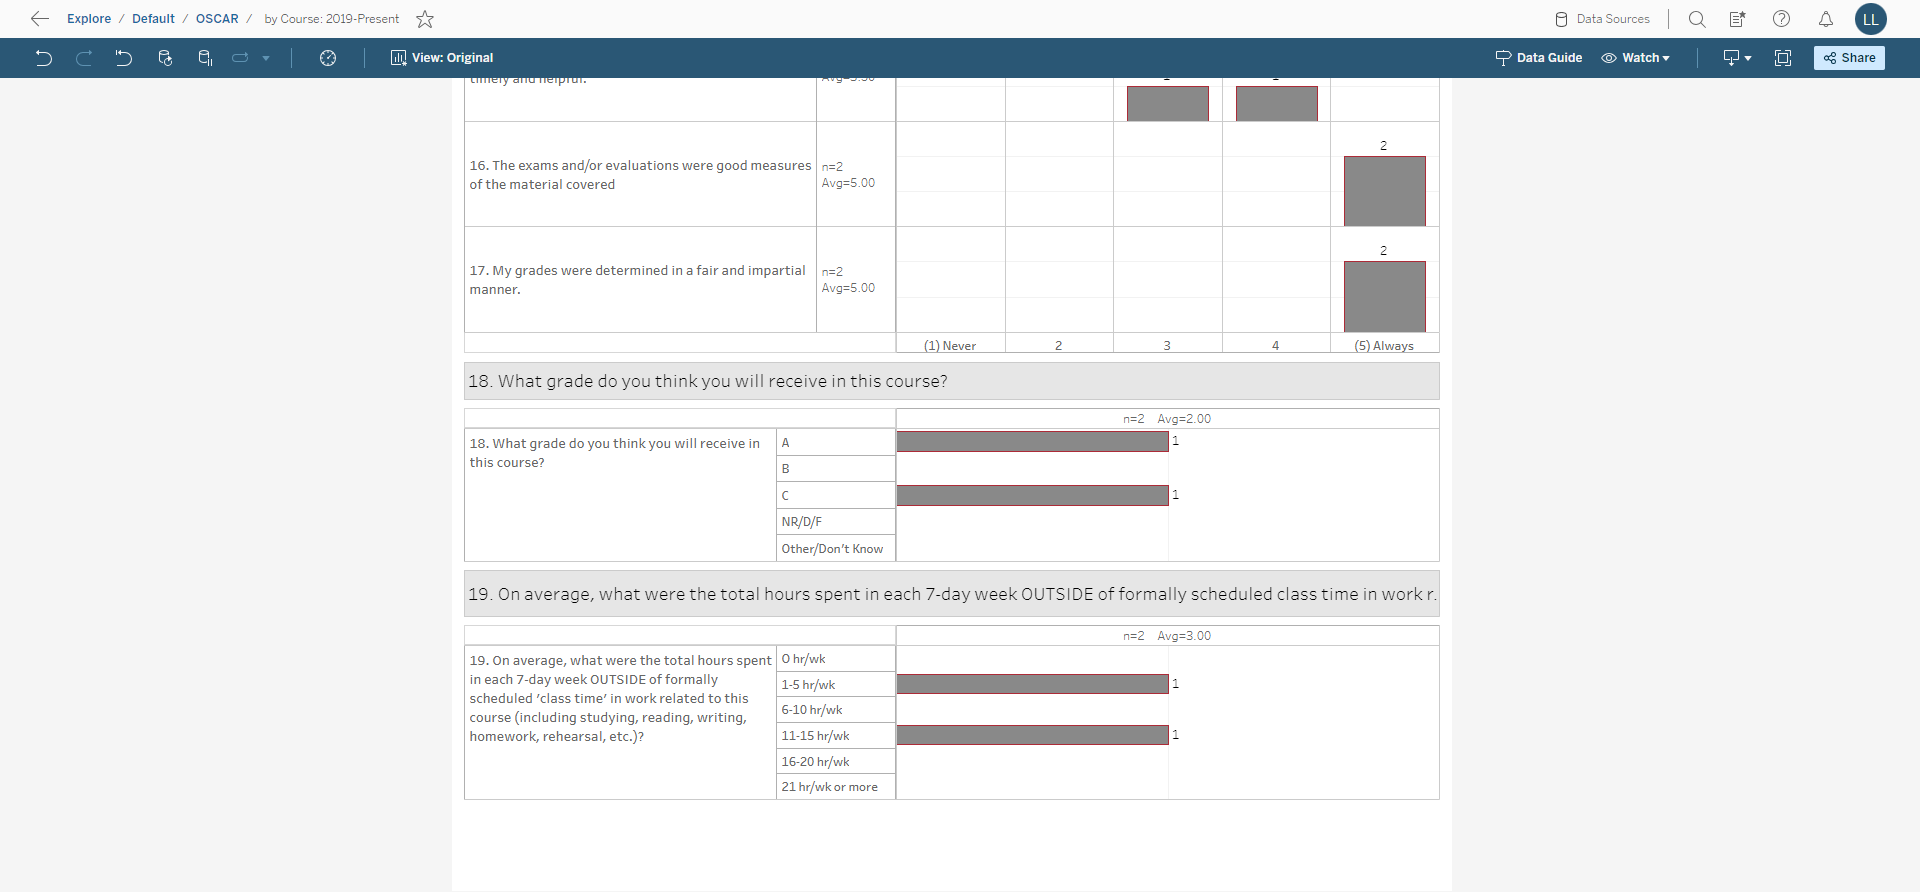 Explore / Default / OSCAR / by Course: 2019-Present
Data Sources
LL
View: Original
Data Guide
Watch
Share
timely and helpful.
Avg=3.50
1
1
16. The exams and/or evaluations were good measures
of the material covered
n=2
Avg=5.00
2
17. My grades were determined in a fair and impartial
manner.
n=2
Avg=5.00
2
(1) Never 2 3 4 (5) Always
18. What grade do you think you will receive in this course?
n=2 Avg=2.00
18. What grade do you think you will receive in
this course?
A 1
B
C 1
NR/D/F
Other/Don't Know
19. On average, what were the total hours spent in each 7-day week OUTSIDE of formally scheduled class time in work r.
n=2 Avg=3.00
19. On average, what were the total hours spent
in each 7-day week OUTSIDE of formally
scheduled ‘class time’ in work related to this
course (including studying, reading, writing,
homework, rehearsal, etc.)?
0 hr/wk
1-5 hr/wk 1
6-10 hr/wk
11-15 hr/wk 1
16-20 hr/wk
21 hr/wk or more